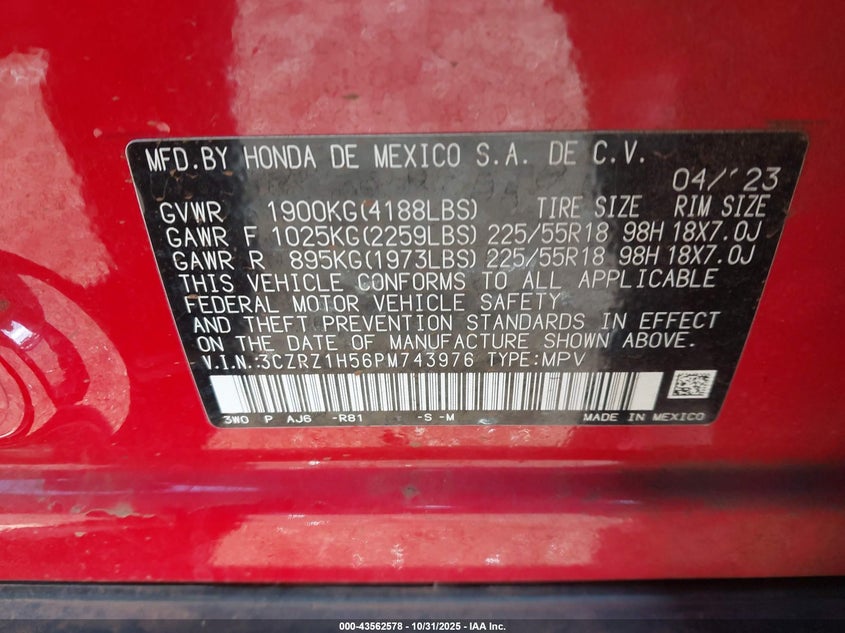 MFD.BY HONDA DE MEXICO S.A. DE C.V.
04/'23
GVWR 1900KG(4188LBS) TIRE SIZE RIM SIZE
GAWR F 1025KG(2259LBS) 225/55R18 98H 18X7.0J
GAWR R 895KG(1973LBS) 225/55R18 98H 18X7.0J
THIS VEHICLE CONFORMS TO ALL APPLICABLE
FEDERAL MOTOR VEHICLE SAFETY
AND THEFT PREVENTION STANDARDS IN EFFECT
ON THE DATE OF MANUFACTURE SHOWN ABOVE.
V.I.N.:3CZRZ1H56PM743976 TYPE:MPV
3W0 P AJ6 -R81 -S -M MADE IN MEXICO
000-43562578 - 10/31/2025 - IAA Inc.